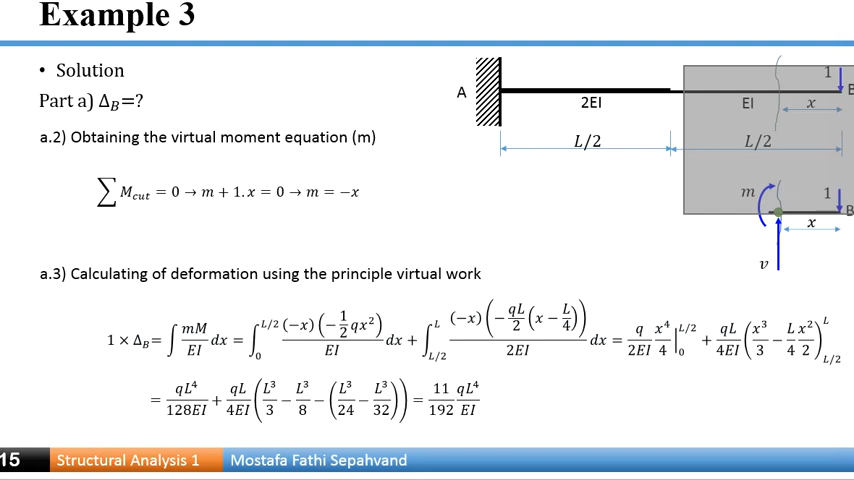 Example 3
• Solution
Part a) Δ_B=?
a.2) Obtaining the virtual moment equation (m)
∑ M_cut = 0 → m + 1.x = 0 → m = −x
A
2EI
EI
1
B
x
L/2
L/2
m
1
B
x
v
a.3) Calculating of deformation using the principle virtual work
1 × Δ_B= ∫ mM/EI dx = ∫_0^{L/2} (−x)(−1/2 qx²)/EI dx + ∫_{L/2}^{L} (−x)(−qL/2 (x − L/4))/2EI dx = q/2EI x⁴/4 |_0^{L/2} + qL/4EI (x³/3 − L/4 x²/2)_{L/2}^{L}
= qL⁴/128EI + qL/4EI (L³/3 − L³/8 − (L³/24 − L³/32)) = 11/192 qL⁴/EI
15
Structural Analysis 1
Mostafa Fathi Sepahvand